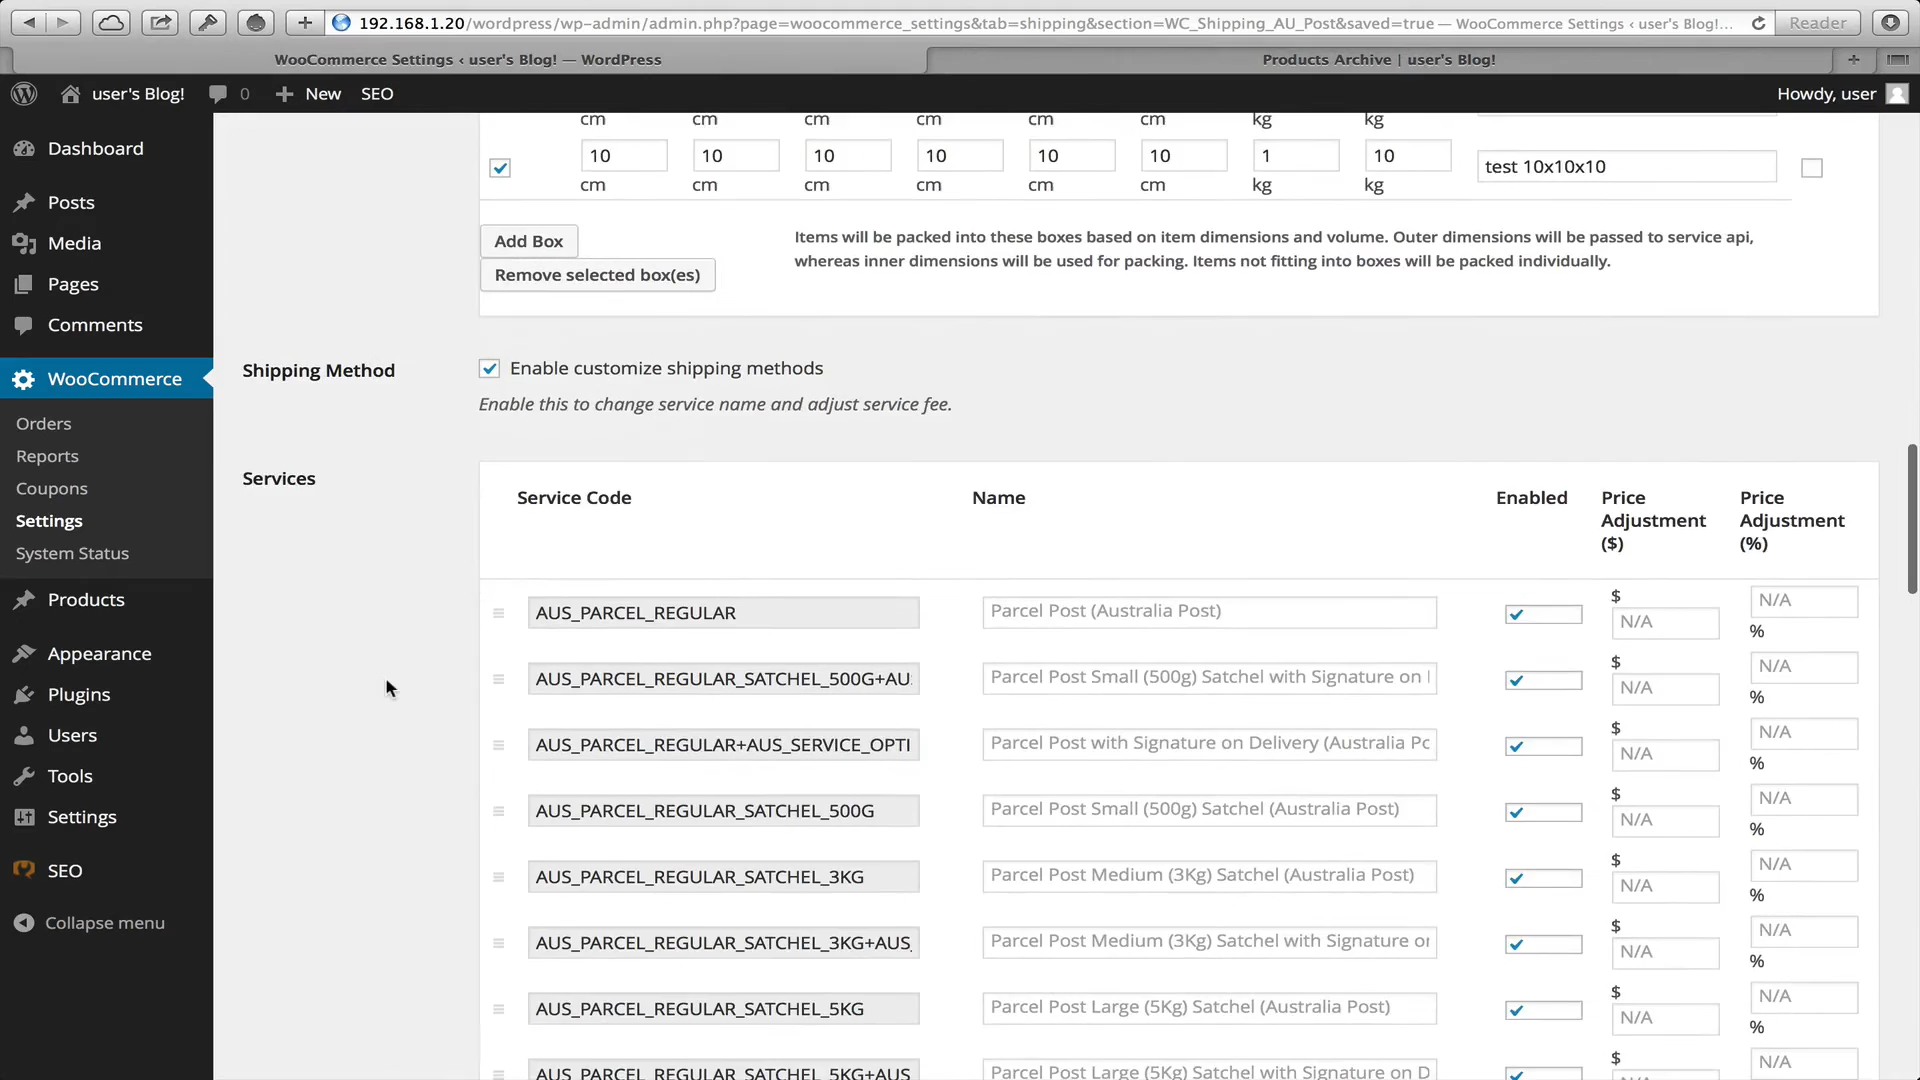 192.168.1.20/wordpress/wp-admin/admin.php?page=woocommerce_settings&tab=shipping&section=WC_Shipping_AU_Post&saved=true — WooCommerce Settings ‹ user's Blog!...
Reader
WooCommerce Settings ‹ user's Blog! — WordPress
Products Archive | user's Blog!
user's Blog!
0
New
SEO
Howdy, user
Dashboard
Posts
Media
Pages
Comments
WooCommerce
Orders
Reports
Coupons
Settings
System Status
Products
Appearance
Plugins
Users
Tools
Settings
SEO
Collapse menu
cm cm cm cm cm cm kg kg
10 10 10 10 10 10 1 10 test 10x10x10
cm cm cm cm cm cm kg kg
Add Box
Remove selected box(es)
Items will be packed into these boxes based on item dimensions and volume. Outer dimensions will be passed to service api,
whereas inner dimensions will be used for packing. Items not fitting into boxes will be packed individually.
Shipping Method
Enable customize shipping methods
Enable this to change service name and adjust service fee.
Services
Service Code
Name
Enabled
Price Adjustment ($)
Price Adjustment (%)
AUS_PARCEL_REGULAR Parcel Post (Australia Post) $ N/A N/A %
AUS_PARCEL_REGULAR_SATCHEL_500G+AU Parcel Post Small (500g) Satchel with Signature on $ N/A N/A %
AUS_PARCEL_REGULAR+AUS_SERVICE_OPTI Parcel Post with Signature on Delivery (Australia Pc $ N/A N/A %
AUS_PARCEL_REGULAR_SATCHEL_500G Parcel Post Small (500g) Satchel (Australia Post) $ N/A N/A %
AUS_PARCEL_REGULAR_SATCHEL_3KG Parcel Post Medium (3Kg) Satchel (Australia Post) $ N/A N/A %
AUS_PARCEL_REGULAR_SATCHEL_3KG+AUS_ Parcel Post Medium (3Kg) Satchel with Signature or $ N/A N/A %
AUS_PARCEL_REGULAR_SATCHEL_5KG Parcel Post Large (5Kg) Satchel (Australia Post) $ N/A N/A %
AUS_PARCEL_REGULAR_SATCHEL_5KG+AUS Parcel Post Large (5Kg) Satchel with Signature on D $ N/A